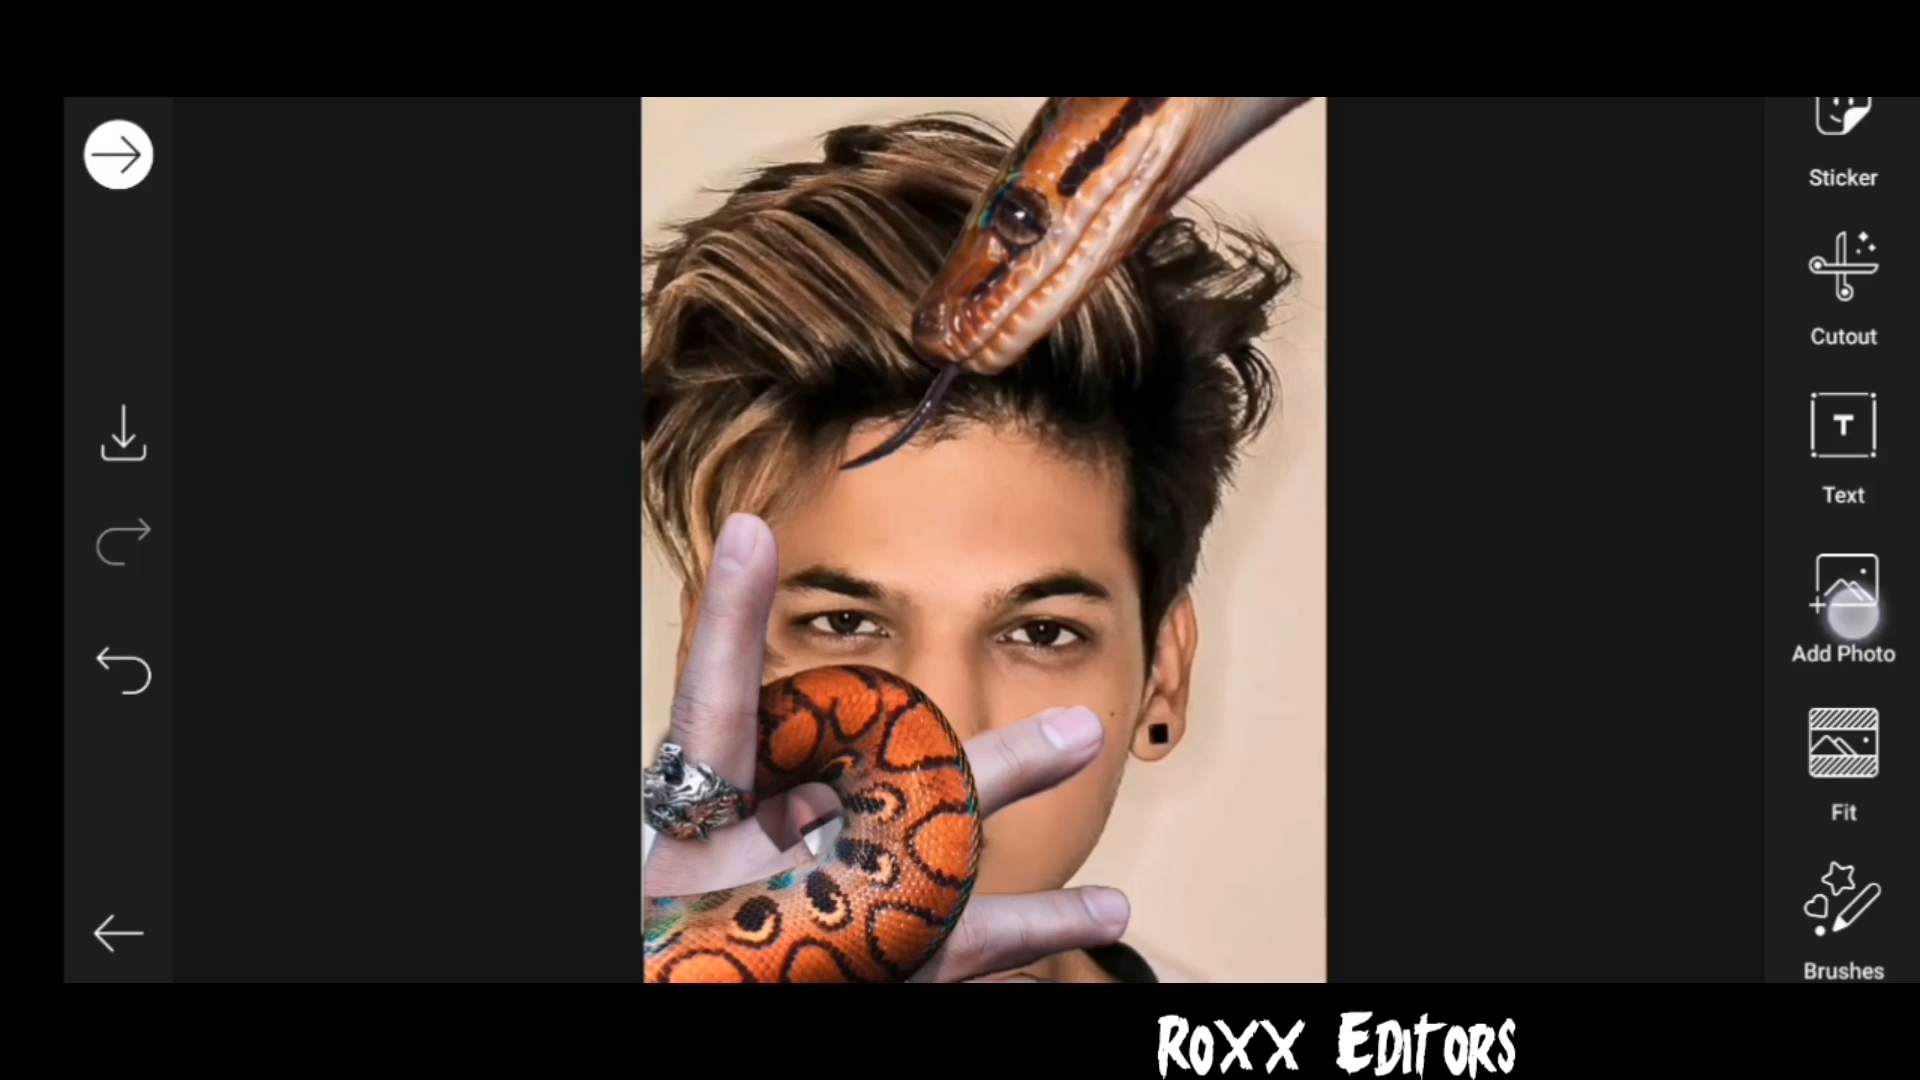 Sticker
Cutout
T
Text
Add Photo
Fit
Brushes
Roxx Editors